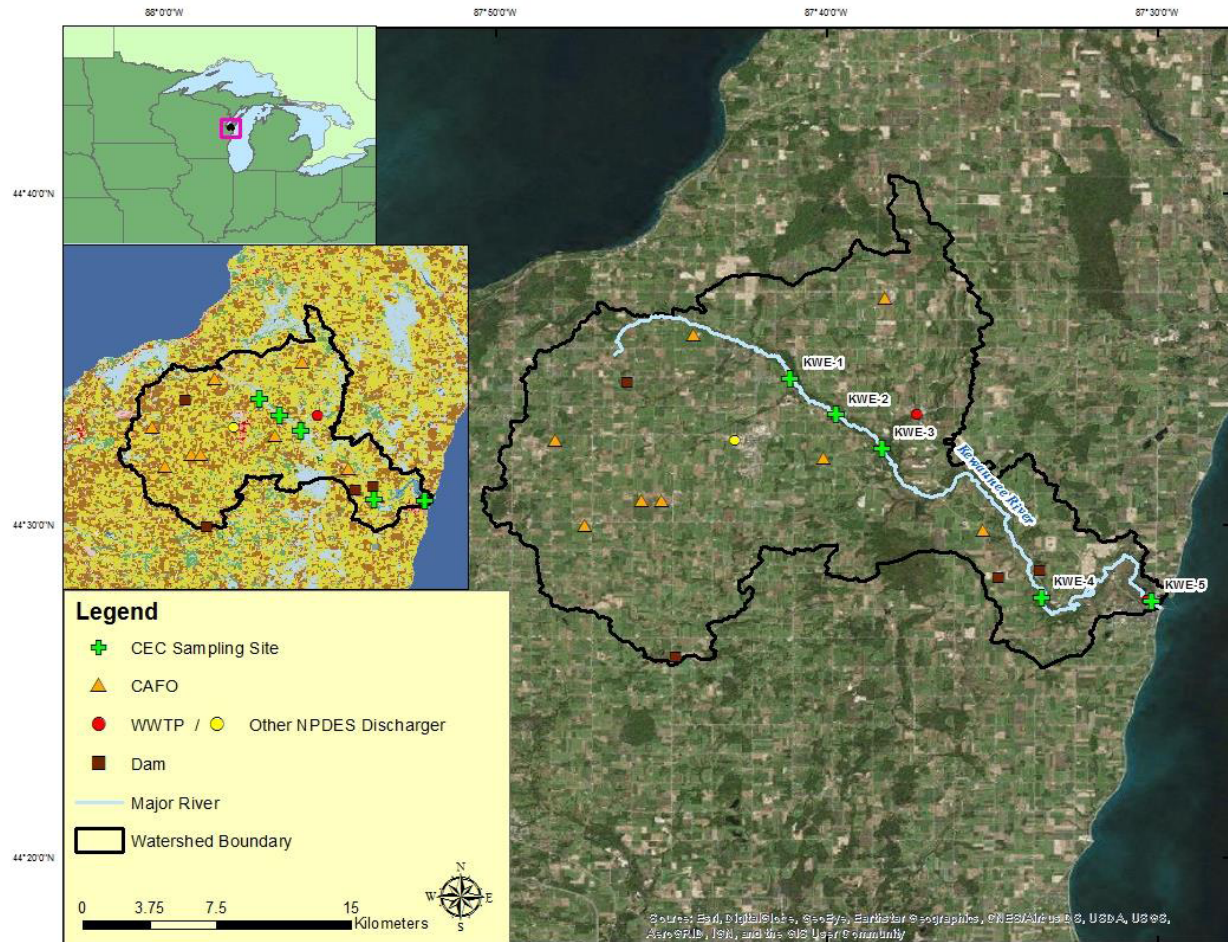 88°0'0"W
87°50'0"W
87°40'0"W
87°30'0"W
44°40'0"N
44°30'0"N
44°20'0"N
KWE-1
KWE-2
KWE-3
Kewaunee River
KWE-4
KWE-5
Legend
CEC Sampling Site
CAFO
WWTP / Other NPDES Discharger
Dam
Major River
Watershed Boundary
0 3.75 7.5 15
Kilometers
N
W E
S
Source: Esri, DigitalGlobe, GeoEye, Earthstar Geographics, CNES/Airbus DS, USDA, USGS,
AeroGRID, IGN, and the GIS User Community